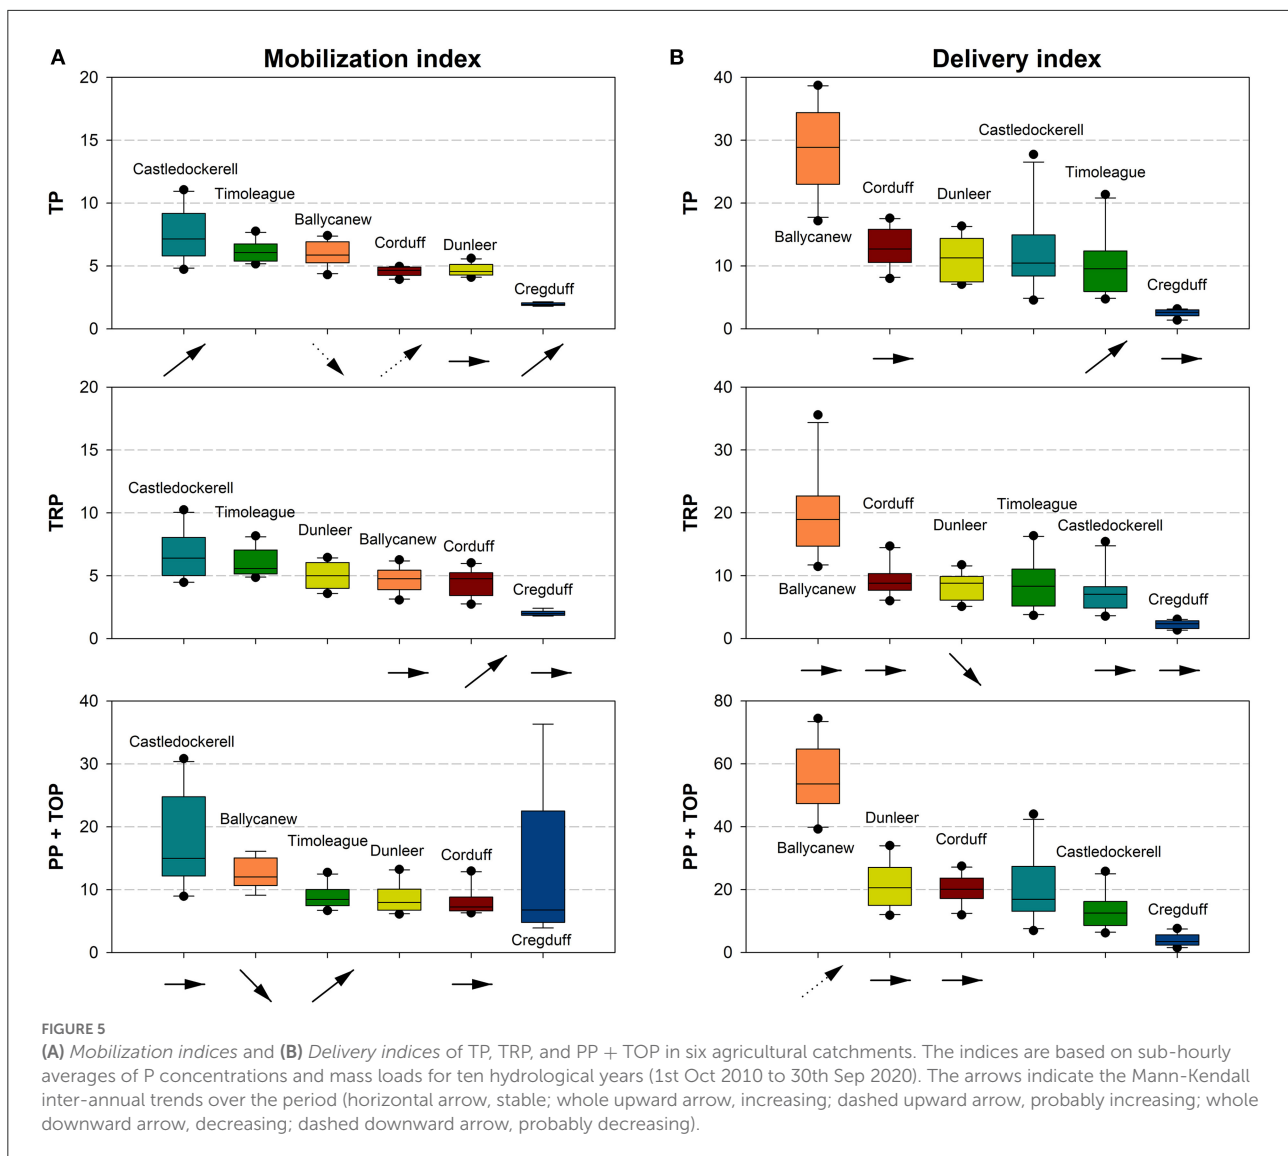 A
Mobilization index
20
15
10
5
0
TP
Castledockerell
Timoleague
Ballycanew
Corduff
Dunleer
Cregduff
20
15
10
5
0
TRP
Castledockerell
Timoleague
Dunleer
Ballycanew
Corduff
Cregduff
40
30
20
10
0
PP + TOP
Castledockerell
Ballycanew
Timoleague
Dunleer
Corduff
Cregduff
B
Delivery index
40
30
20
10
0
TP
Ballycanew
Corduff
Dunleer
Castledockerell
Timoleague
Cregduff
40
30
20
10
0
TRP
Ballycanew
Corduff
Dunleer
Timoleague
Castledockerell
Cregduff
80
60
40
20
0
PP + TOP
Ballycanew
Dunleer
Corduff
Castledockerell
Cregduff
FIGURE 5
(A) Mobilization indices and (B) Delivery indices of TP, TRP, and PP + TOP in six agricultural catchments. The indices are based on sub-hourly
averages of P concentrations and mass loads for ten hydrological years (1st Oct 2010 to 30th Sep 2020). The arrows indicate the Mann-Kendall
inter-annual trends over the period (horizontal arrow, stable; whole upward arrow, increasing; dashed upward arrow, probably increasing; whole
downward arrow, decreasing; dashed downward arrow, probably decreasing).